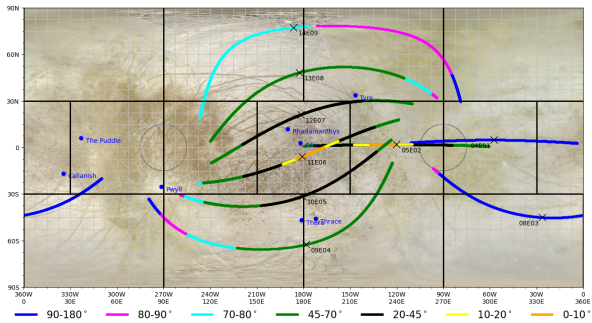 90N
14E09
60N
13E08
Tyre
30N
12E07
Rhadamanthys
The Puddle
0
04E01
05E02
11E06
Callanish
Pwyll
30S
10E05
Thera
Thrace
08E03
09E04
60S
90S
360W 330W 300W 270W 240W 210W 180W 150W 120W 90W 60W 30W 0W
0E 30E 60E 90E 120E 150E 180E 210E 240E 270E 300E 330E 360E
90-180° 80-90° 70-80° 45-70° 20-45° 10-20° 0-10°